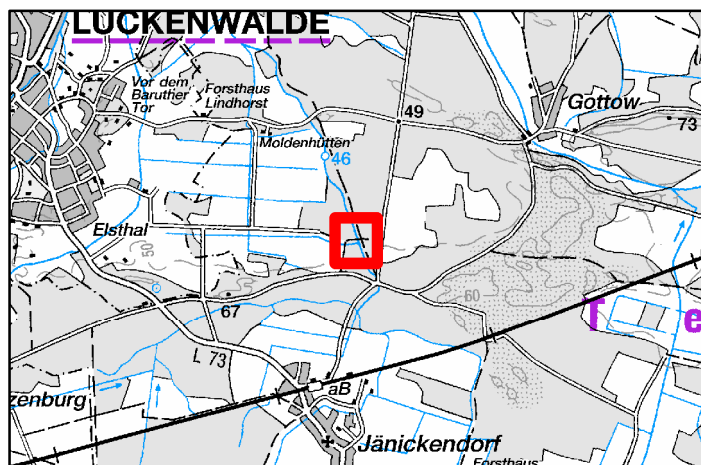 LUCKENWALDE
Vor dem
Baruther
Tor
Forsthaus
Lindhorst
49
Gottow
73
Moldenhütten
46
Elsthal
50
67
60
T e
L 73
zenburg
aB
Jänickendorf
Forsthaus